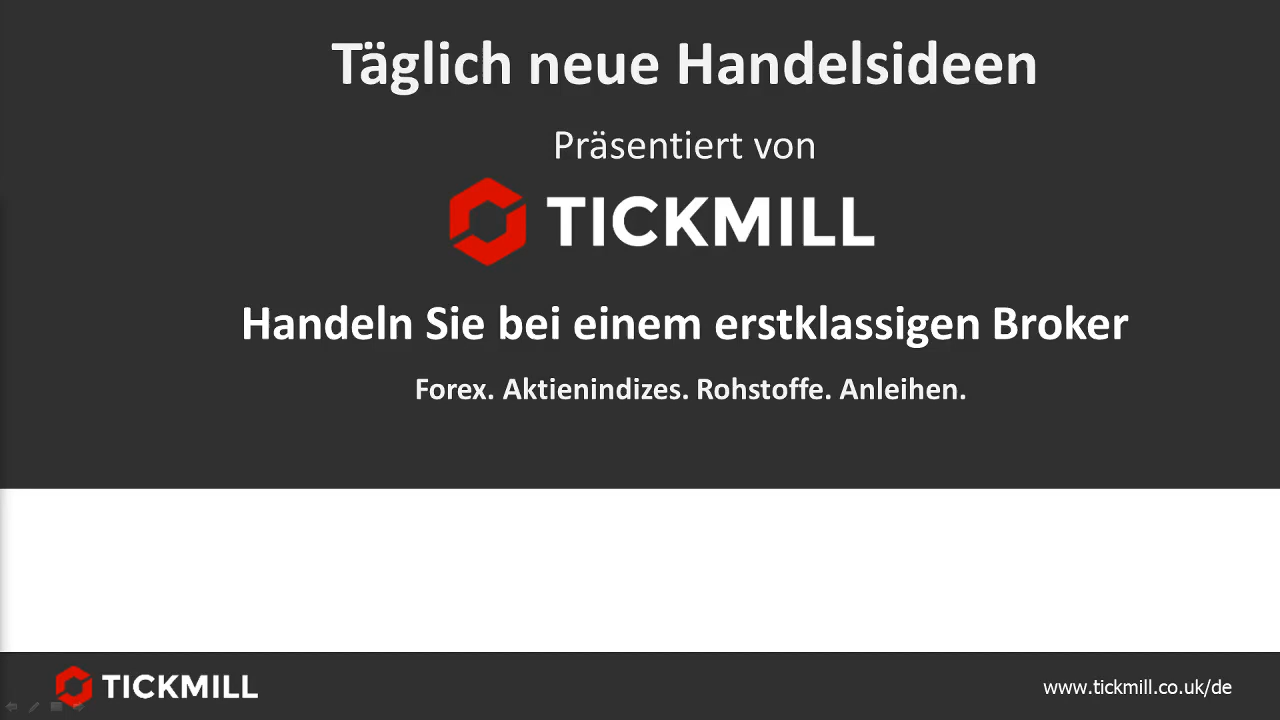 Täglich neue Handelsideen
Präsentiert von
TICKMILL
Handeln Sie bei einem erstklassigen Broker
Forex. Aktienindizes. Rohstoffe. Anleihen.
TICKMILL
www.tickmill.co.uk/de